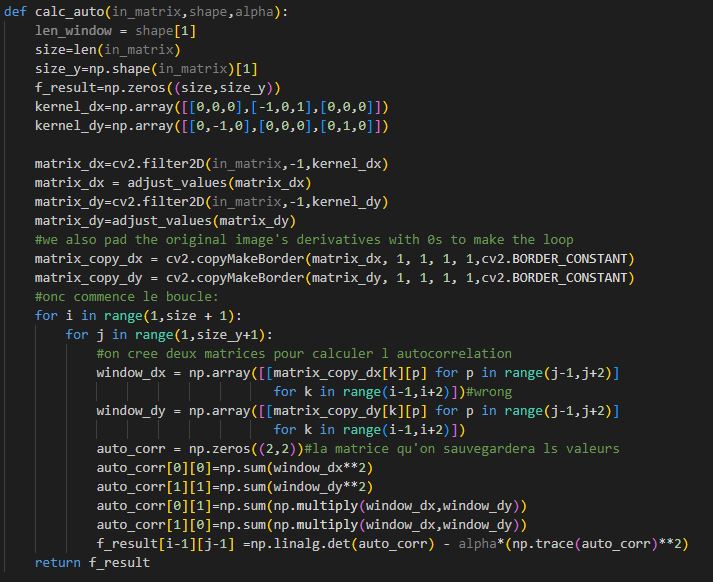 def calc_auto(in_matrix,shape,alpha):
    len_window = shape[1]
    size=len(in_matrix)
    size_y=np.shape(in_matrix)[1]
    f_result=np.zeros((size,size_y))
    kernel_dx=np.array([[0,0,0],[-1,0,1],[0,0,0]])
    kernel_dy=np.array([[0,-1,0],[0,0,0],[0,1,0]])

    matrix_dx=cv2.filter2D(in_matrix,-1,kernel_dx)
    matrix_dx = adjust_values(matrix_dx)
    matrix_dy=cv2.filter2D(in_matrix,-1,kernel_dy)
    matrix_dy=adjust_values(matrix_dy)
    #we also pad the original image's derivatives with 0s to make the loop
    matrix_copy_dx = cv2.copyMakeBorder(matrix_dx, 1, 1, 1, 1,cv2.BORDER_CONSTANT)
    matrix_copy_dy = cv2.copyMakeBorder(matrix_dy, 1, 1, 1, 1,cv2.BORDER_CONSTANT)
    #onc commence le boucle:
    for i in range(1,size + 1):
        for j in range(1,size_y+1):
            #on cree deux matrices pour calculer l autocorrelation
            window_dx = np.array([[matrix_copy_dx[k][p] for p in range(j-1,j+2)]
                                   for k in range(i-1,i+2)])#wrong
            window_dy = np.array([[matrix_copy_dy[k][p] for p in range(j-1,j+2)]
                                   for k in range(i-1,i+2)])
            auto_corr = np.zeros((2,2))#la matrice qu'on sauvegardera ls valeurs
            auto_corr[0][0]=np.sum(window_dx**2)
            auto_corr[1][1]=np.sum(window_dy**2)
            auto_corr[0][1]=np.sum(np.multiply(window_dx,window_dy))
            auto_corr[1][0]=np.sum(np.multiply(window_dx,window_dy))
            f_result[i-1][j-1] =np.linalg.det(auto_corr) - alpha*(np.trace(auto_corr)**2)
    return f_result